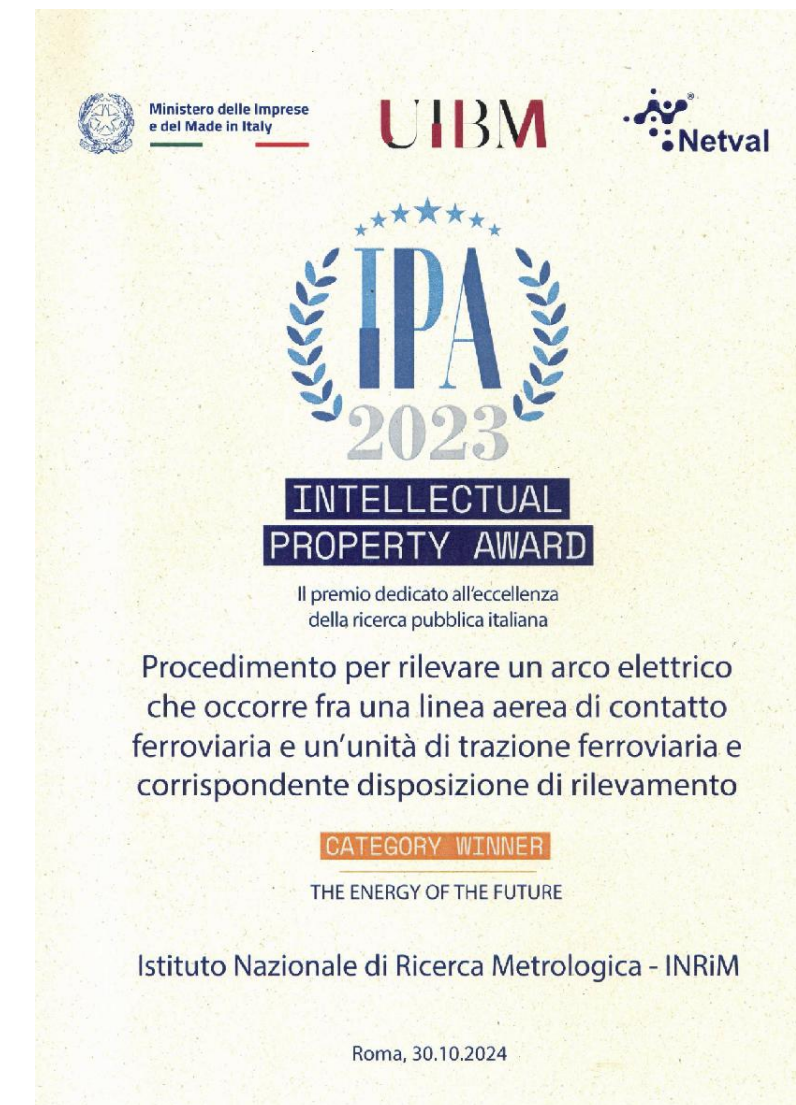 Ministero delle Imprese
e del Made in Italy
UIBM
Netval
IPA
2023
INTELLECTUAL
PROPERTY AWARD
Il premio dedicato all'eccellenza
della ricerca pubblica italiana
Procedimento per rilevare un arco elettrico
che occorre fra una linea aerea di contatto
ferroviaria e un'unità di trazione ferroviaria e
corrispondente disposizione di rilevamento
CATEGORY WINNER
THE ENERGY OF THE FUTURE
Istituto Nazionale di Ricerca Metrologica - INRiM
Roma, 30.10.2024